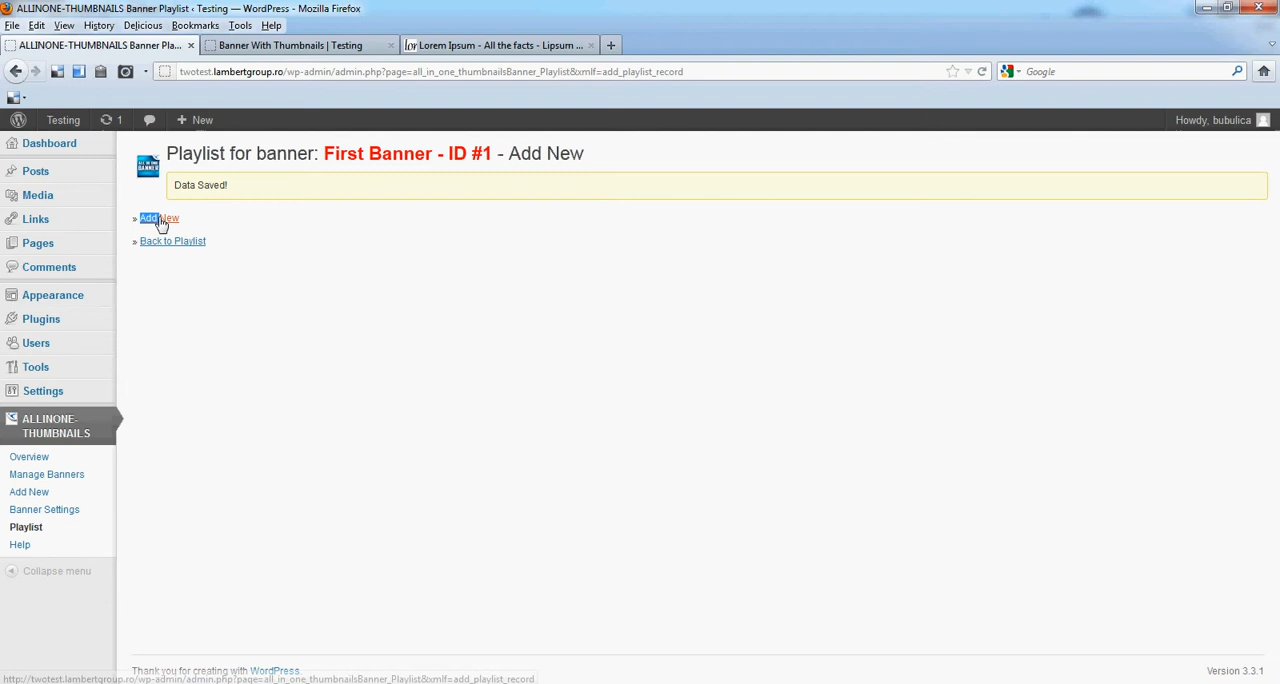 ALLINONE-THUMBNAILS Banner Playlist ‹ Testing — WordPress - Mozilla Firefox
File Edit View History Delicious Bookmarks Tools Help
ALLINONE-THUMBNAILS Banner Pla... × Banner With Thumbnails | Testing × Lorem Ipsum - All the facts - Lipsum ... × +
twotest.lambertgroup.ro/wp-admin/admin.php?page=all_in_one_thumbnailsBanner_Playlist&xmlf=add_playlist_record Google
Testing 1 + New Howdy, bubulica
Dashboard
Posts
Media
Links
Pages
Comments
Appearance
Plugins
Users
Tools
Settings
ALLINONE-
THUMBNAILS
Overview
Manage Banners
Add New
Banner Settings
Playlist
Help
Collapse menu
ALL IN ONE
BANNER
Playlist for banner: First Banner - ID #1 - Add New
Data Saved!
» Add New
» Back to Playlist
Thank you for creating with WordPress.
Version 3.3.1
http://twotest.lambertgroup.ro/wp-admin/admin.php?page=all_in_one_thumbnailsBanner_Playlist&xmlf=add_playlist_record